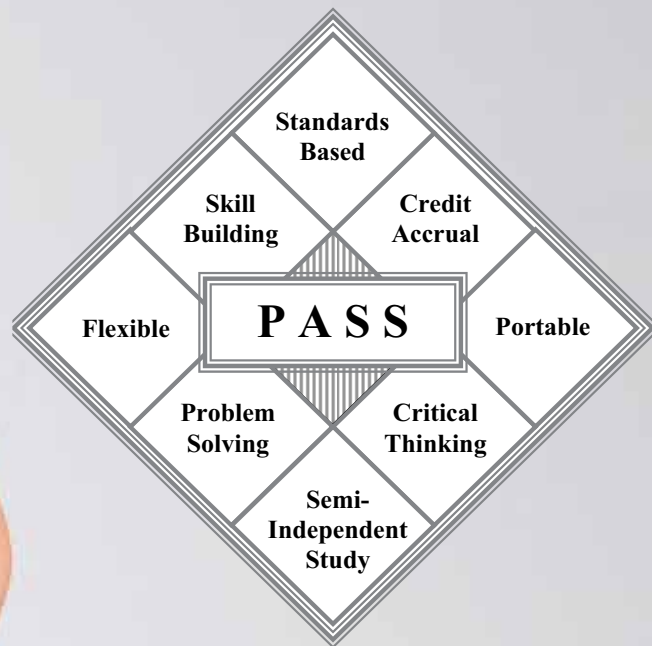 Standards
Based
Skill
Building
Credit
Accrual
Flexible
P A S S
Portable
Problem
Solving
Critical
Thinking
Semi-
Independent
Study